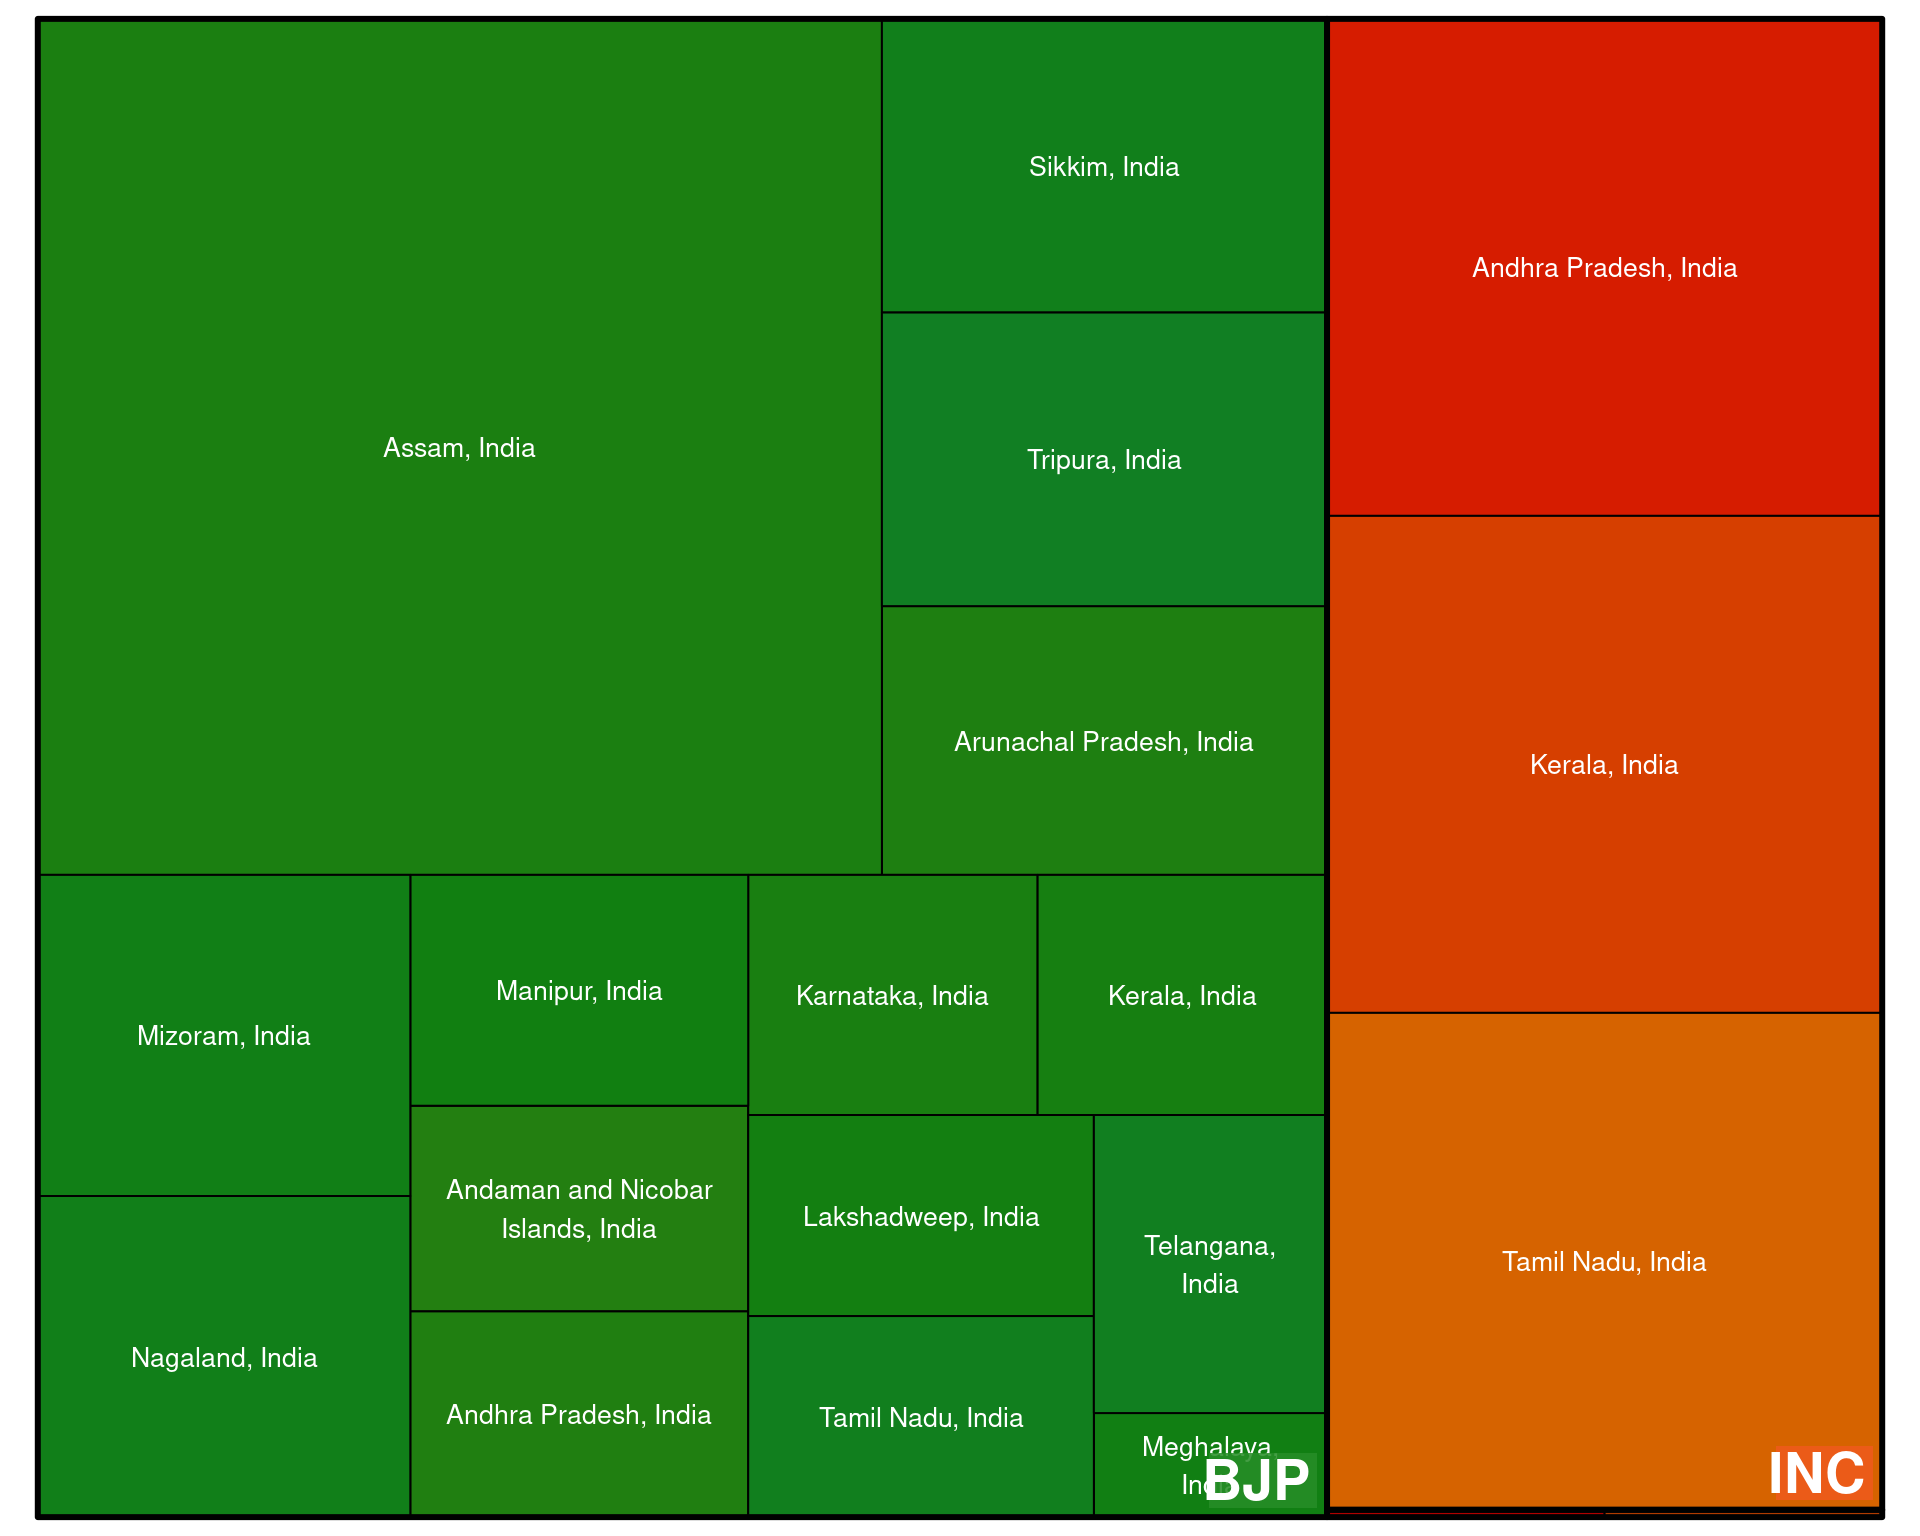 Assam, India
Sikkim, India
Tripura, India
Arunachal Pradesh, India
Mizoram, India
Nagaland, India
Manipur, India
Andaman and Nicobar
Islands, India
Andhra Pradesh, India
Karnataka, India
Kerala, India
Lakshadweep, India
Tamil Nadu, India
Telangana,
India
Meghalaya,
India
BJP
Andhra Pradesh, India
Kerala, India
Tamil Nadu, India
INC